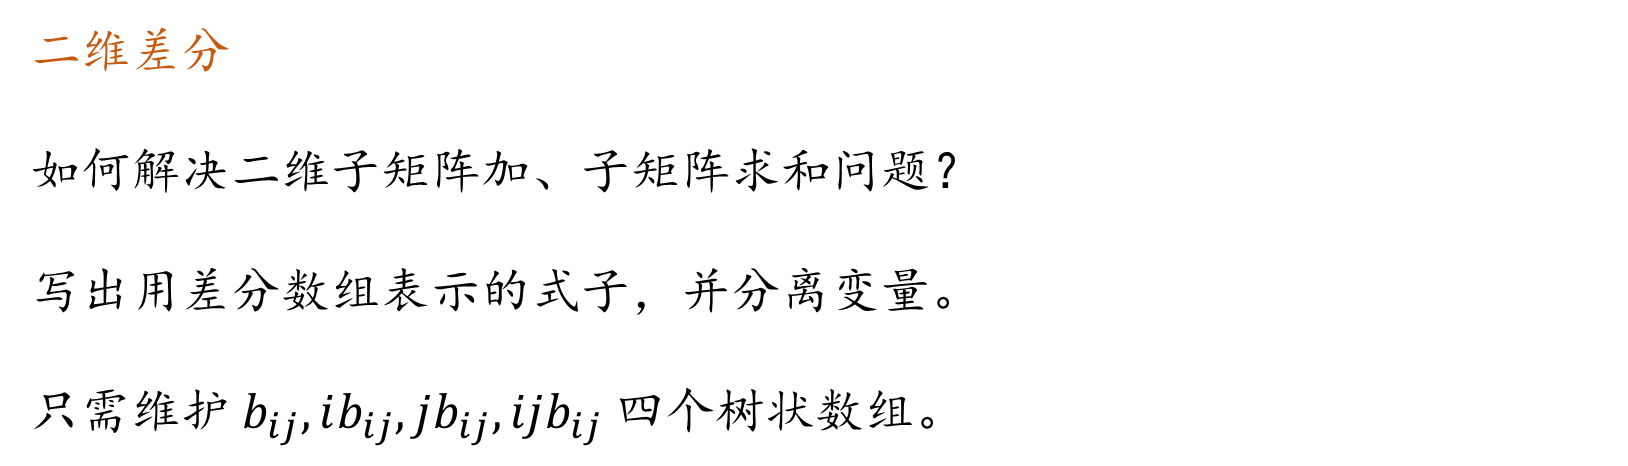 二维差分
如何解决二维子矩阵加、子矩阵求和问题？
写出用差分数组表示的式子，并分离变量。
只需维护 $b_{ij}, ib_{ij}, jb_{ij}, ijb_{ij}$ 四个树状数组。